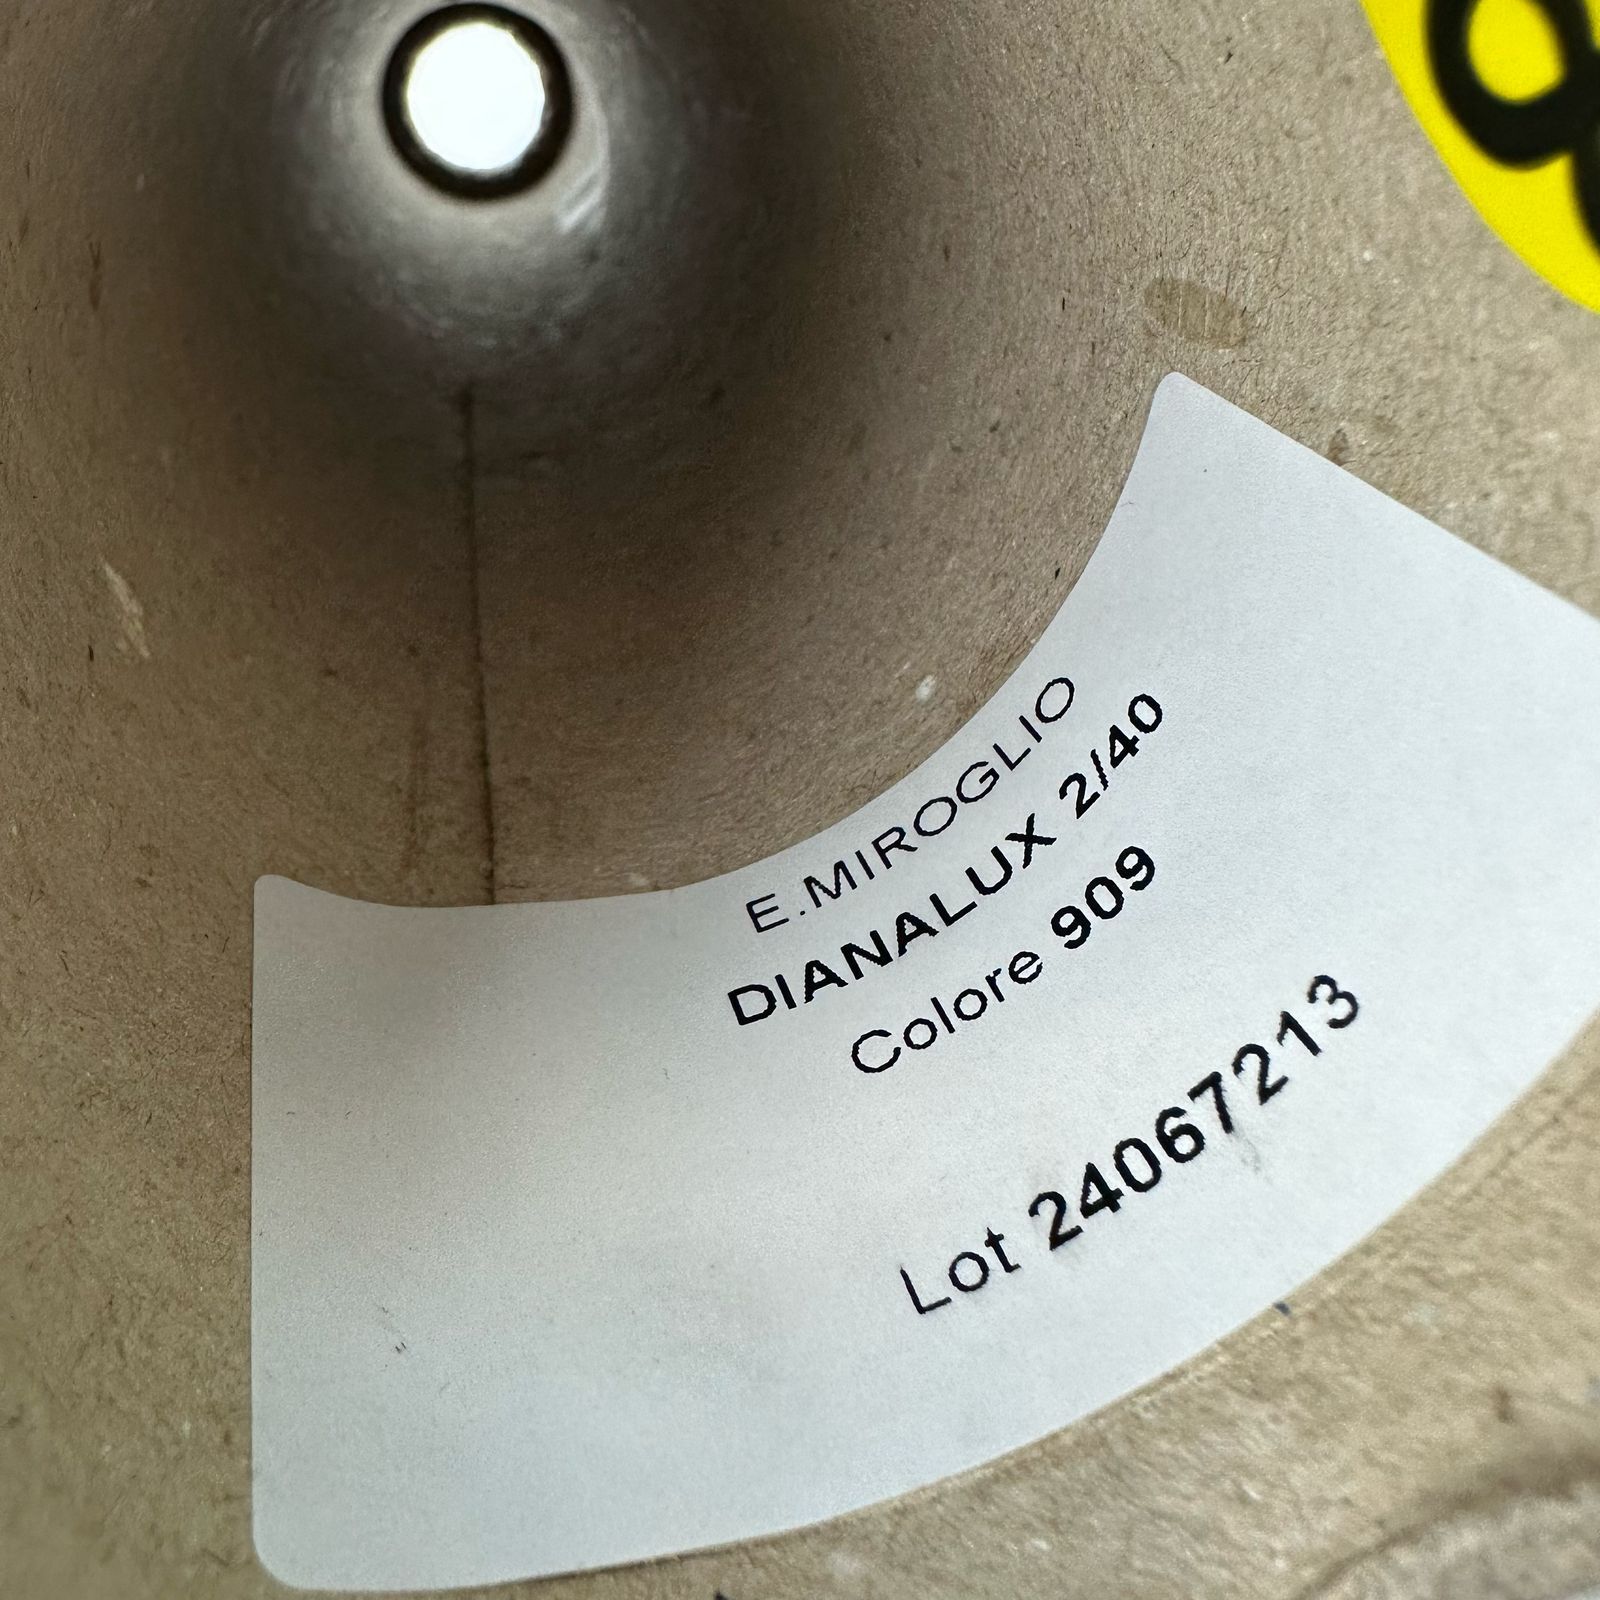 E.MIROGLIO
DIANALUX 2/40
Colore 909
Lot 24067213